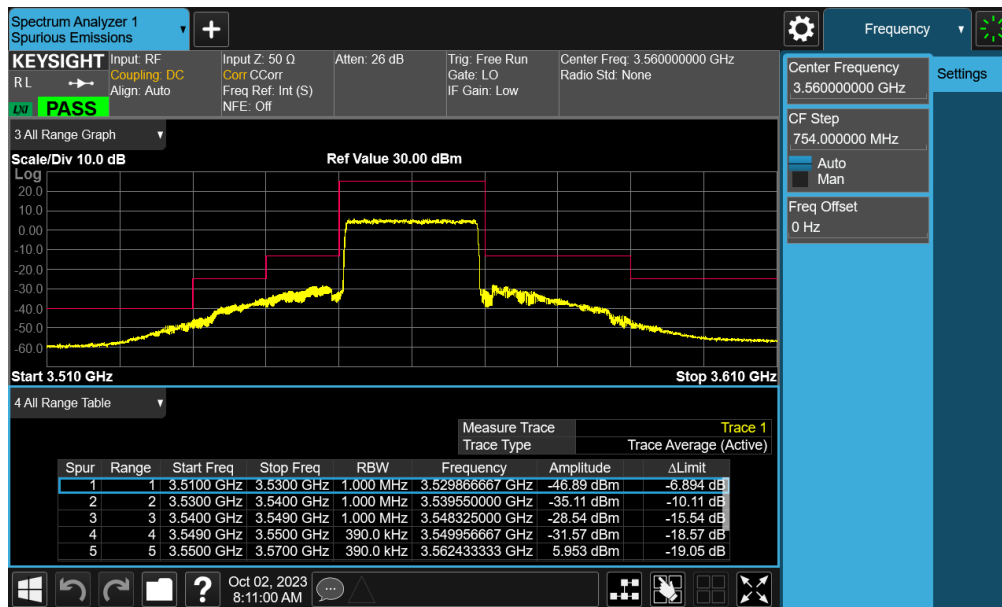 Spectrum Analyzer 1
Spurious Emissions
Frequency
KEYSIGHT Input: RF Input Z: 50 Ω Atten: 26 dB Trig: Free Run Center Freq: 3.560000000 GHz
R L Coupling: DC Corr CCorr Gate: LO Radio Std: None
Align: Auto Freq Ref: Int (S) IF Gain: Low
LXI PASS NFE: Off
Center Frequency
3.560000000 GHz
Settings
CF Step
754.000000 MHz
Auto
Man
Freq Offset
0 Hz
3 All Range Graph
Scale/Div 10.0 dB Ref Value 30.00 dBm
Log
20.0
10.0
0.00
-10.0
-20.0
-30.0
-40.0
-50.0
-60.0
Start 3.510 GHz Stop 3.610 GHz
4 All Range Table
Measure Trace Trace 1
Trace Type Trace Average (Active)
Spur Range Start Freq Stop Freq RBW Frequency Amplitude ΔLimit
1 1 3.5100 GHz 3.5300 GHz 1.000 MHz 3.529866667 GHz -46.89 dBm -6.894 dB
2 2 3.5300 GHz 3.5400 GHz 1.000 MHz 3.539550000 GHz -35.11 dBm -10.11 dB
3 3 3.5400 GHz 3.5490 GHz 1.000 MHz 3.548325000 GHz -28.54 dBm -15.54 dB
4 4 3.5490 GHz 3.5500 GHz 390.0 kHz 3.549956667 GHz -31.57 dBm -18.57 dB
5 5 3.5500 GHz 3.5700 GHz 390.0 kHz 3.562433333 GHz 5.953 dBm -19.05 dB
?
Oct 02, 2023
8:11:00 AM